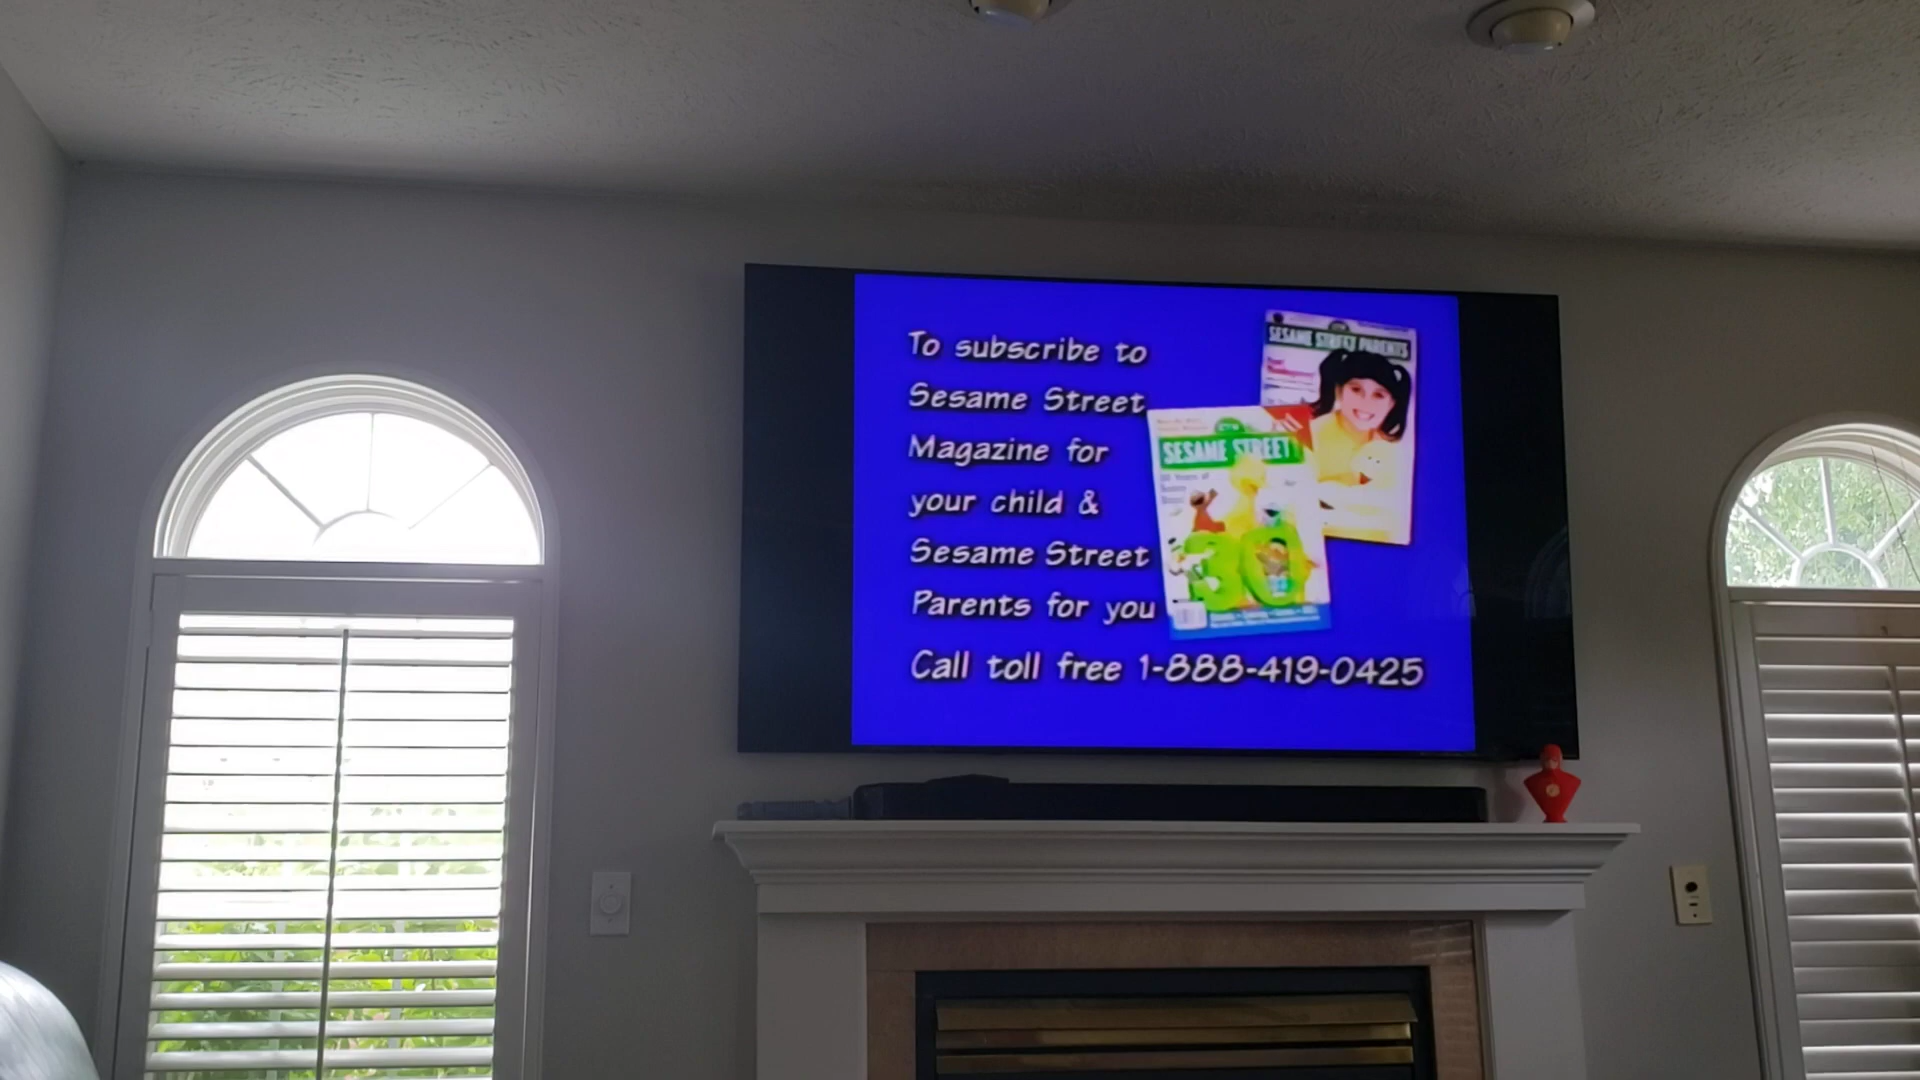 To subscribe to
Sesame Street
Magazine for
your child &
Sesame Street
Parents for you
Call toll free 1-888-419-0425
SESAME STREET PARENTS
SESAME STREET
30